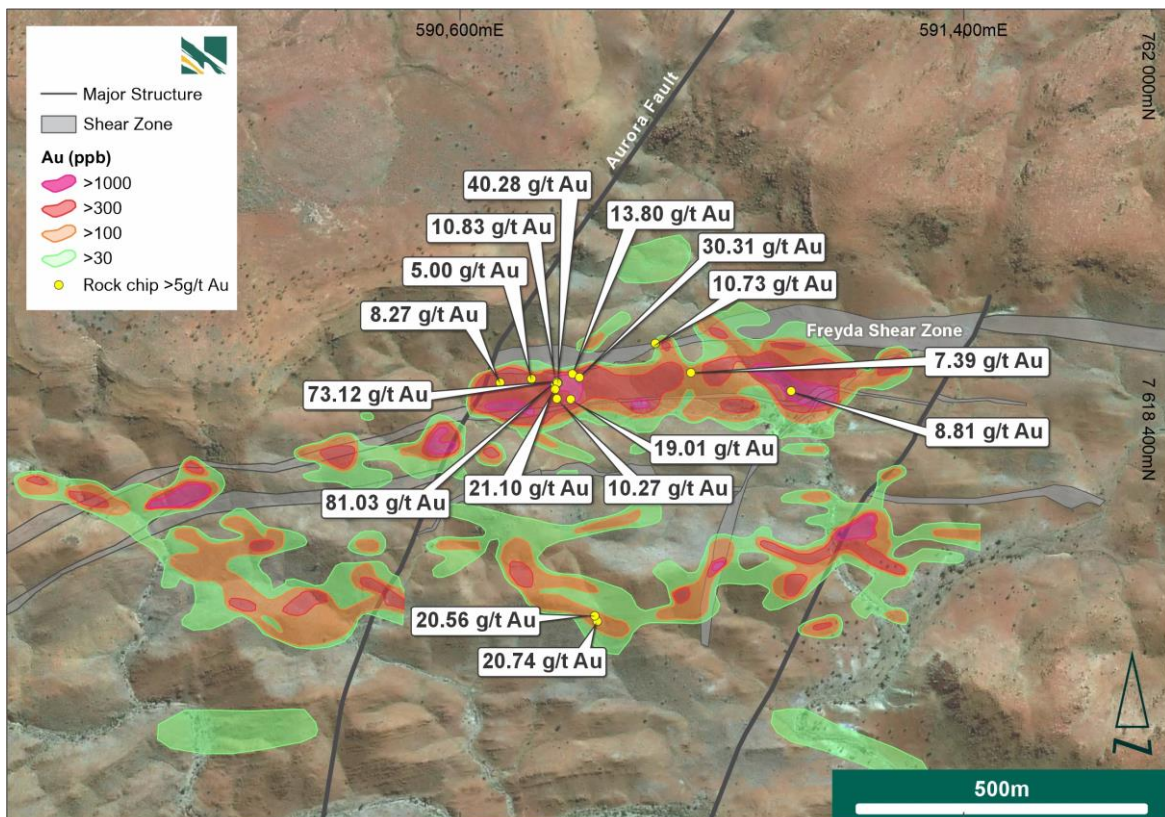 590,600mE
591,400mE
762 000mN
Major Structure
Shear Zone
Au (ppb)
>1000
>300
>100
>30
Rock chip >5g/t Au
Aurora Fault
40.28 g/t Au
10.83 g/t Au
13.80 g/t Au
5.00 g/t Au
30.31 g/t Au
8.27 g/t Au
10.73 g/t Au
Freyda Shear Zone
73.12 g/t Au
7.39 g/t Au
7 618 400mN
8.81 g/t Au
19.01 g/t Au
81.03 g/t Au
21.10 g/t Au
10.27 g/t Au
20.56 g/t Au
20.74 g/t Au
N
500m